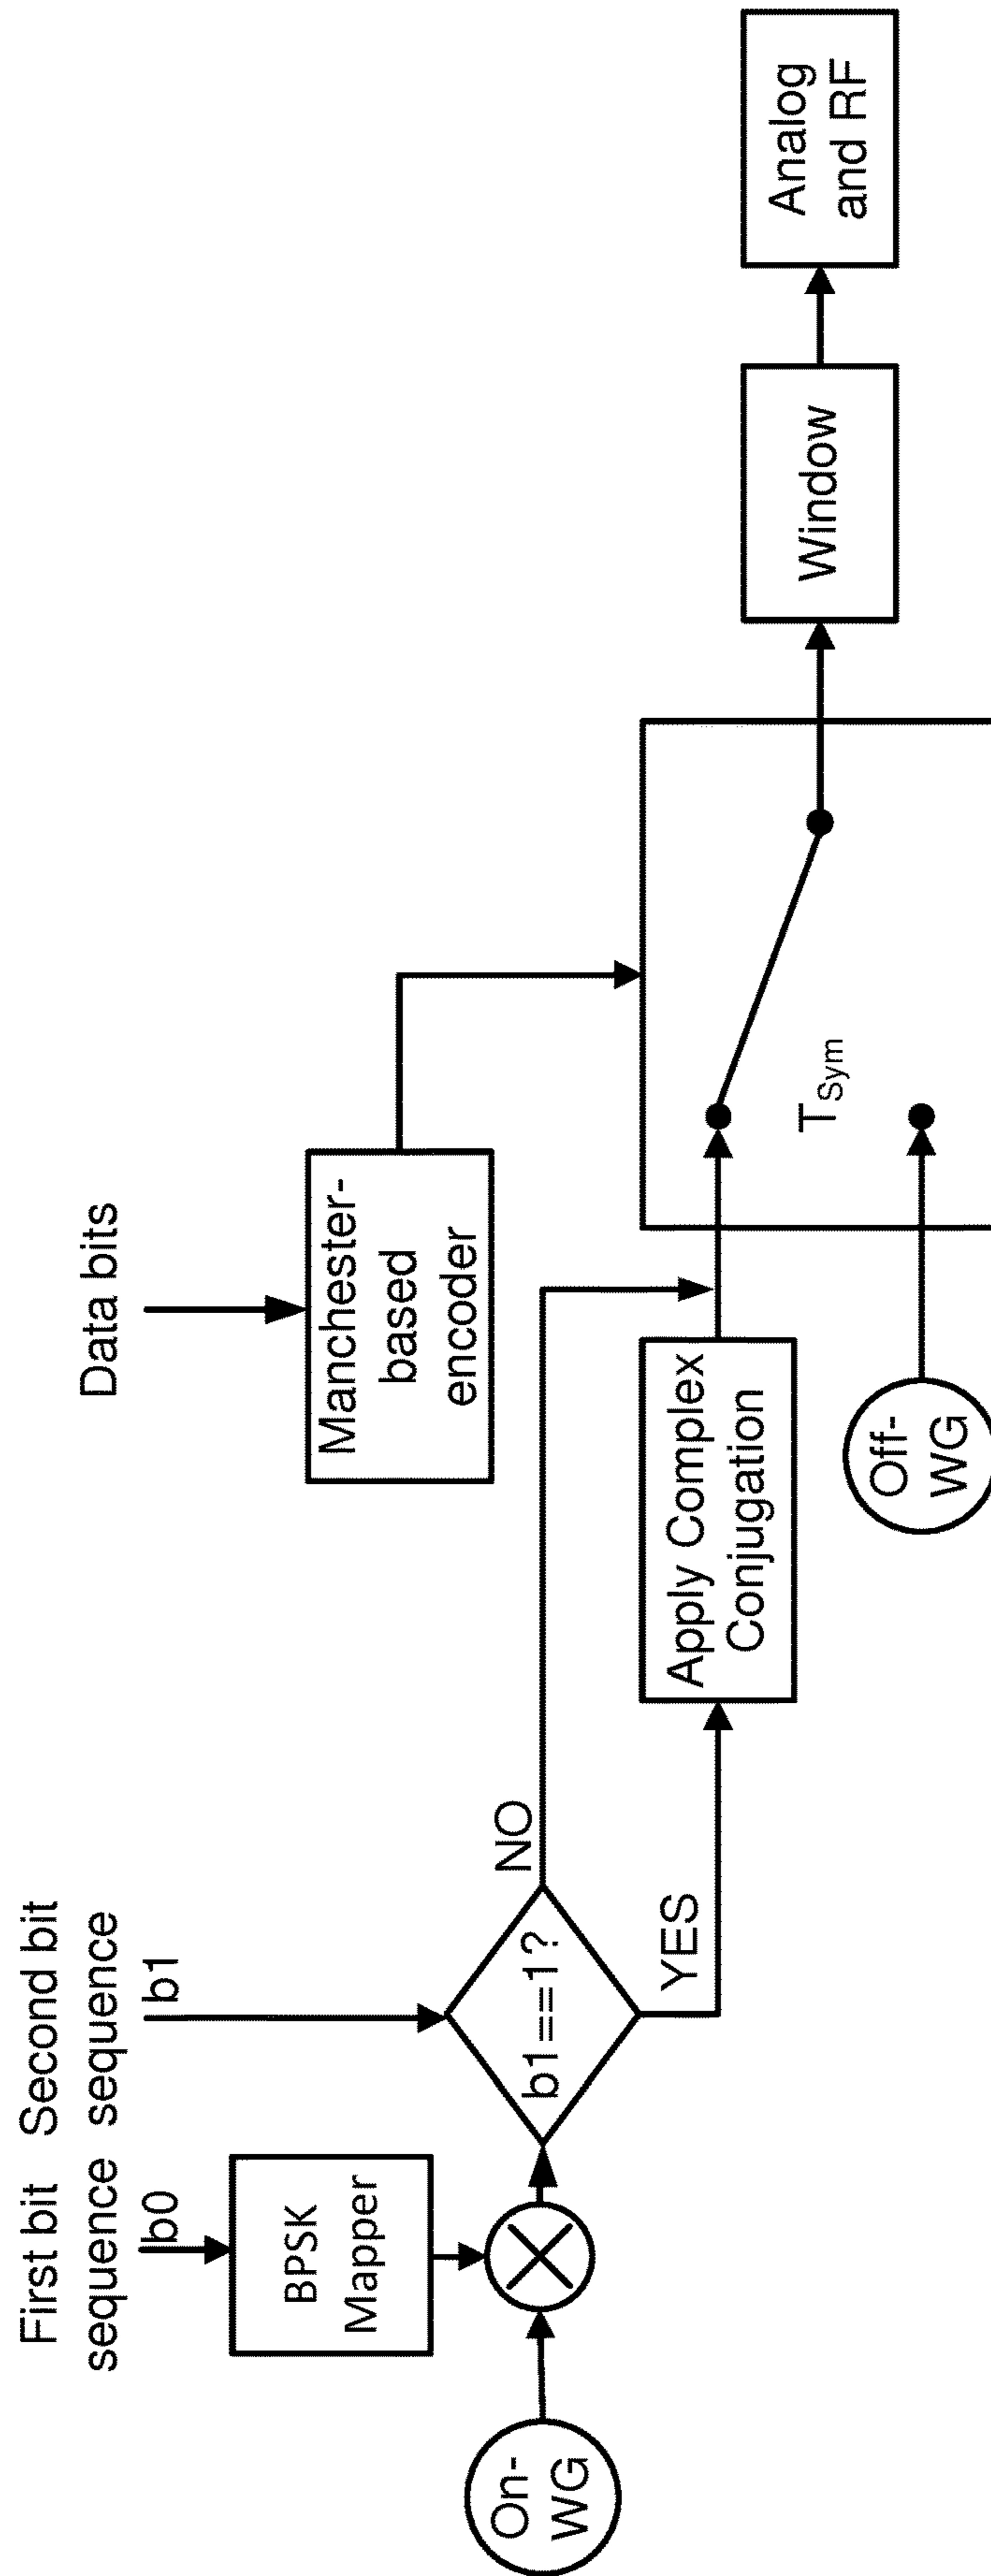 First bit
sequence
b0
Second bit
sequence
b1
BPSK
Mapper
On-
WG
b1==1?
NO
YES
Data bits
Manchester-
based
encoder
Apply Complex
Conjugation
Off-
WG
TSym
Window
Analog
and RF